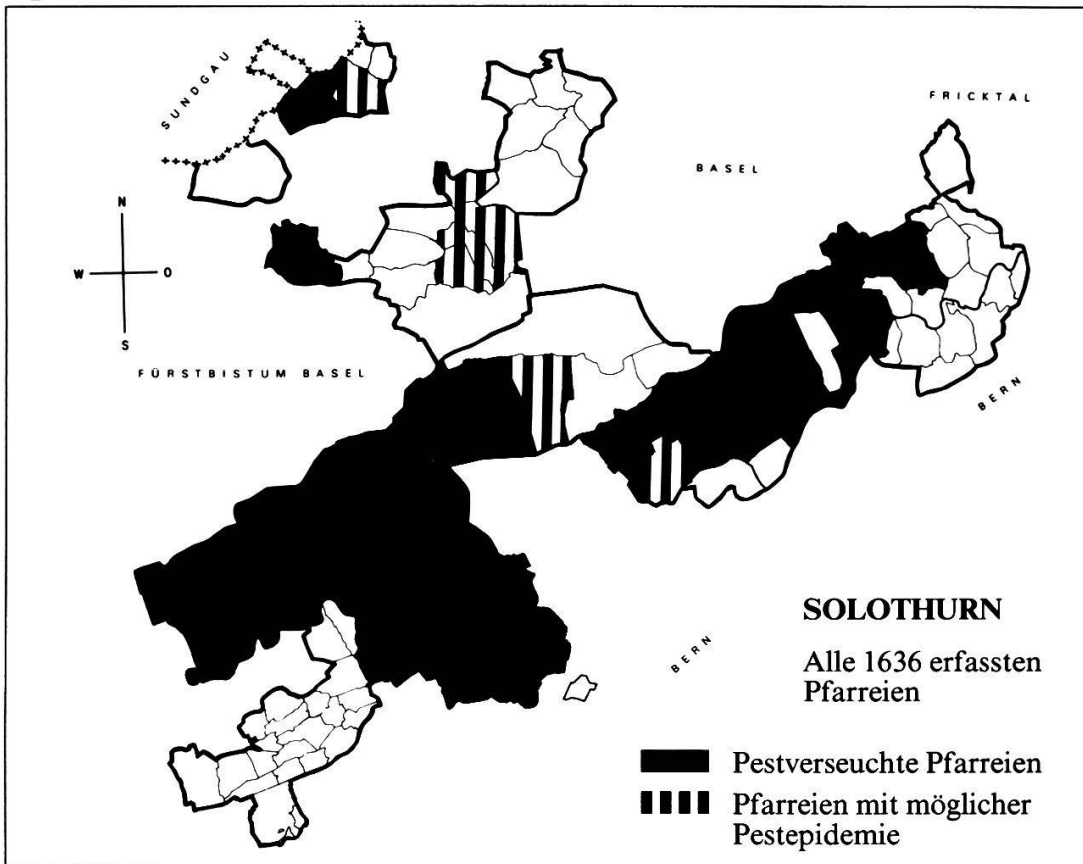 SUNDGAU
FRICKTAL
BASEL
N
W
O
S
FÜRSTBISTUM BASEL
BERN
BERN
SOLOTHURN
Alle 1636 erfassten
Pfarreien
Pestverseuchte Pfarreien
Pfarreien mit möglicher
Pestepidemie